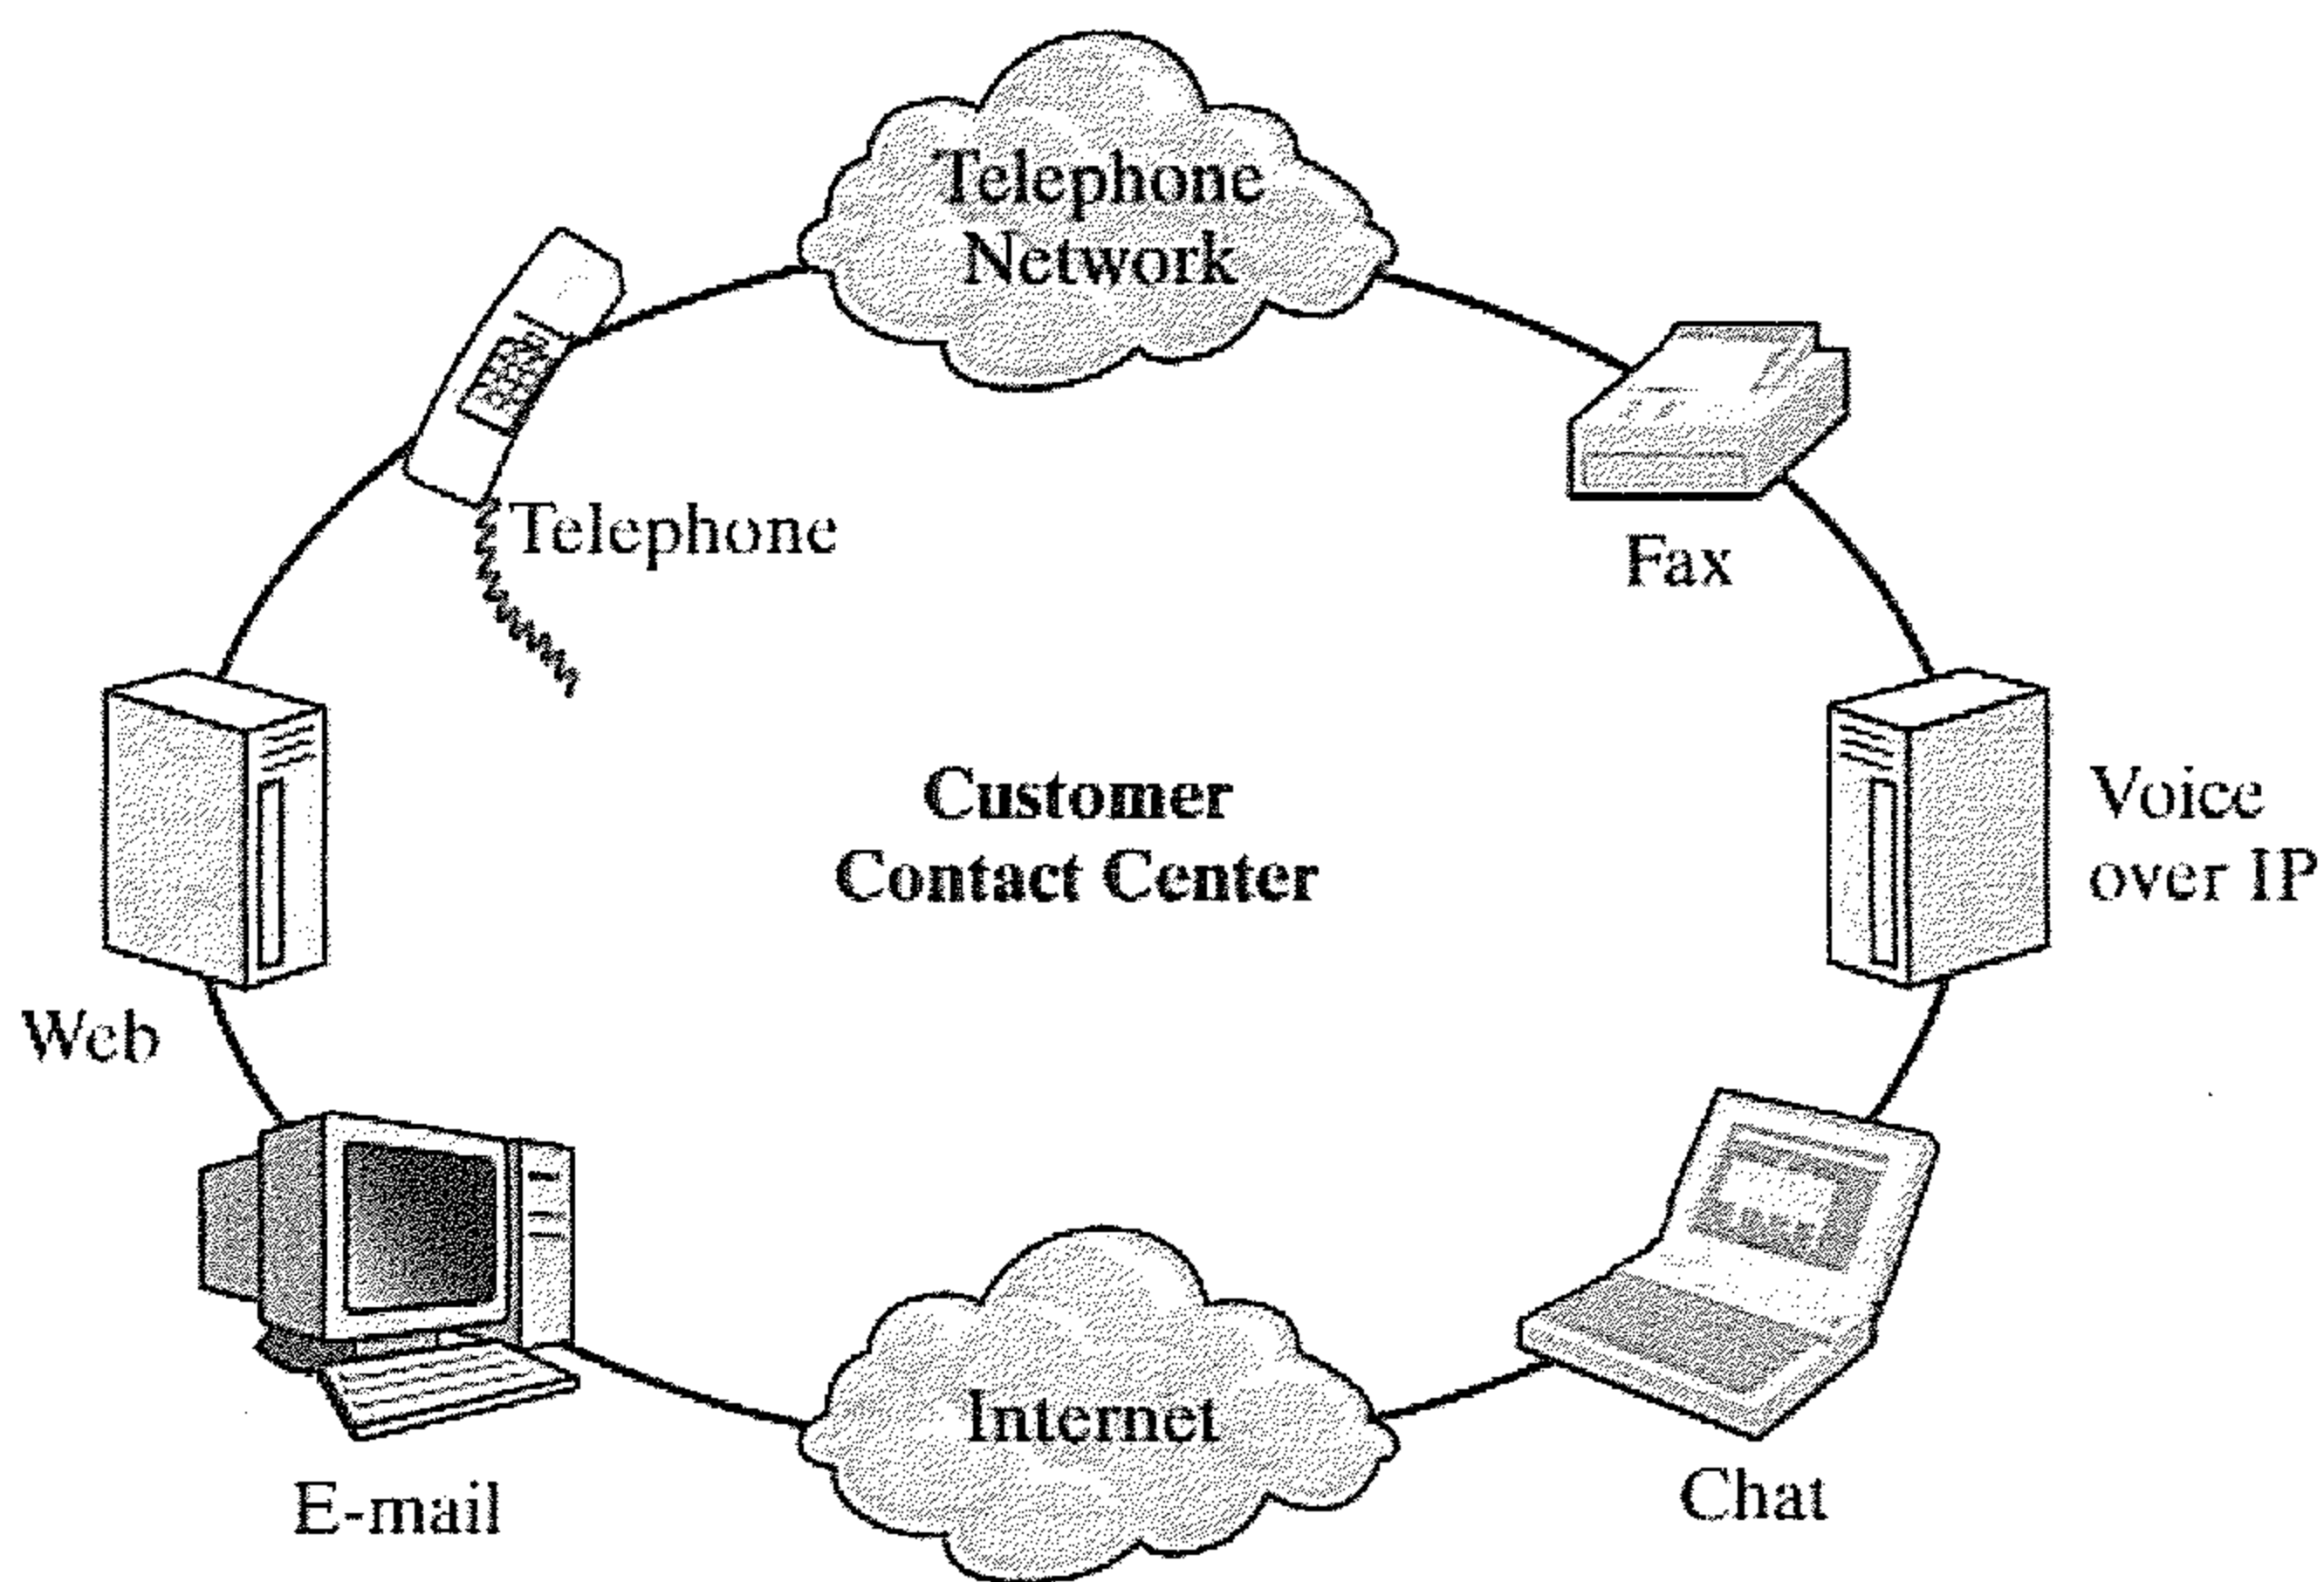 Telephone
Network
Telephone
Fax
Customer
Contact Center
Voice
over IP
Web
Internet
E-mail
Chat